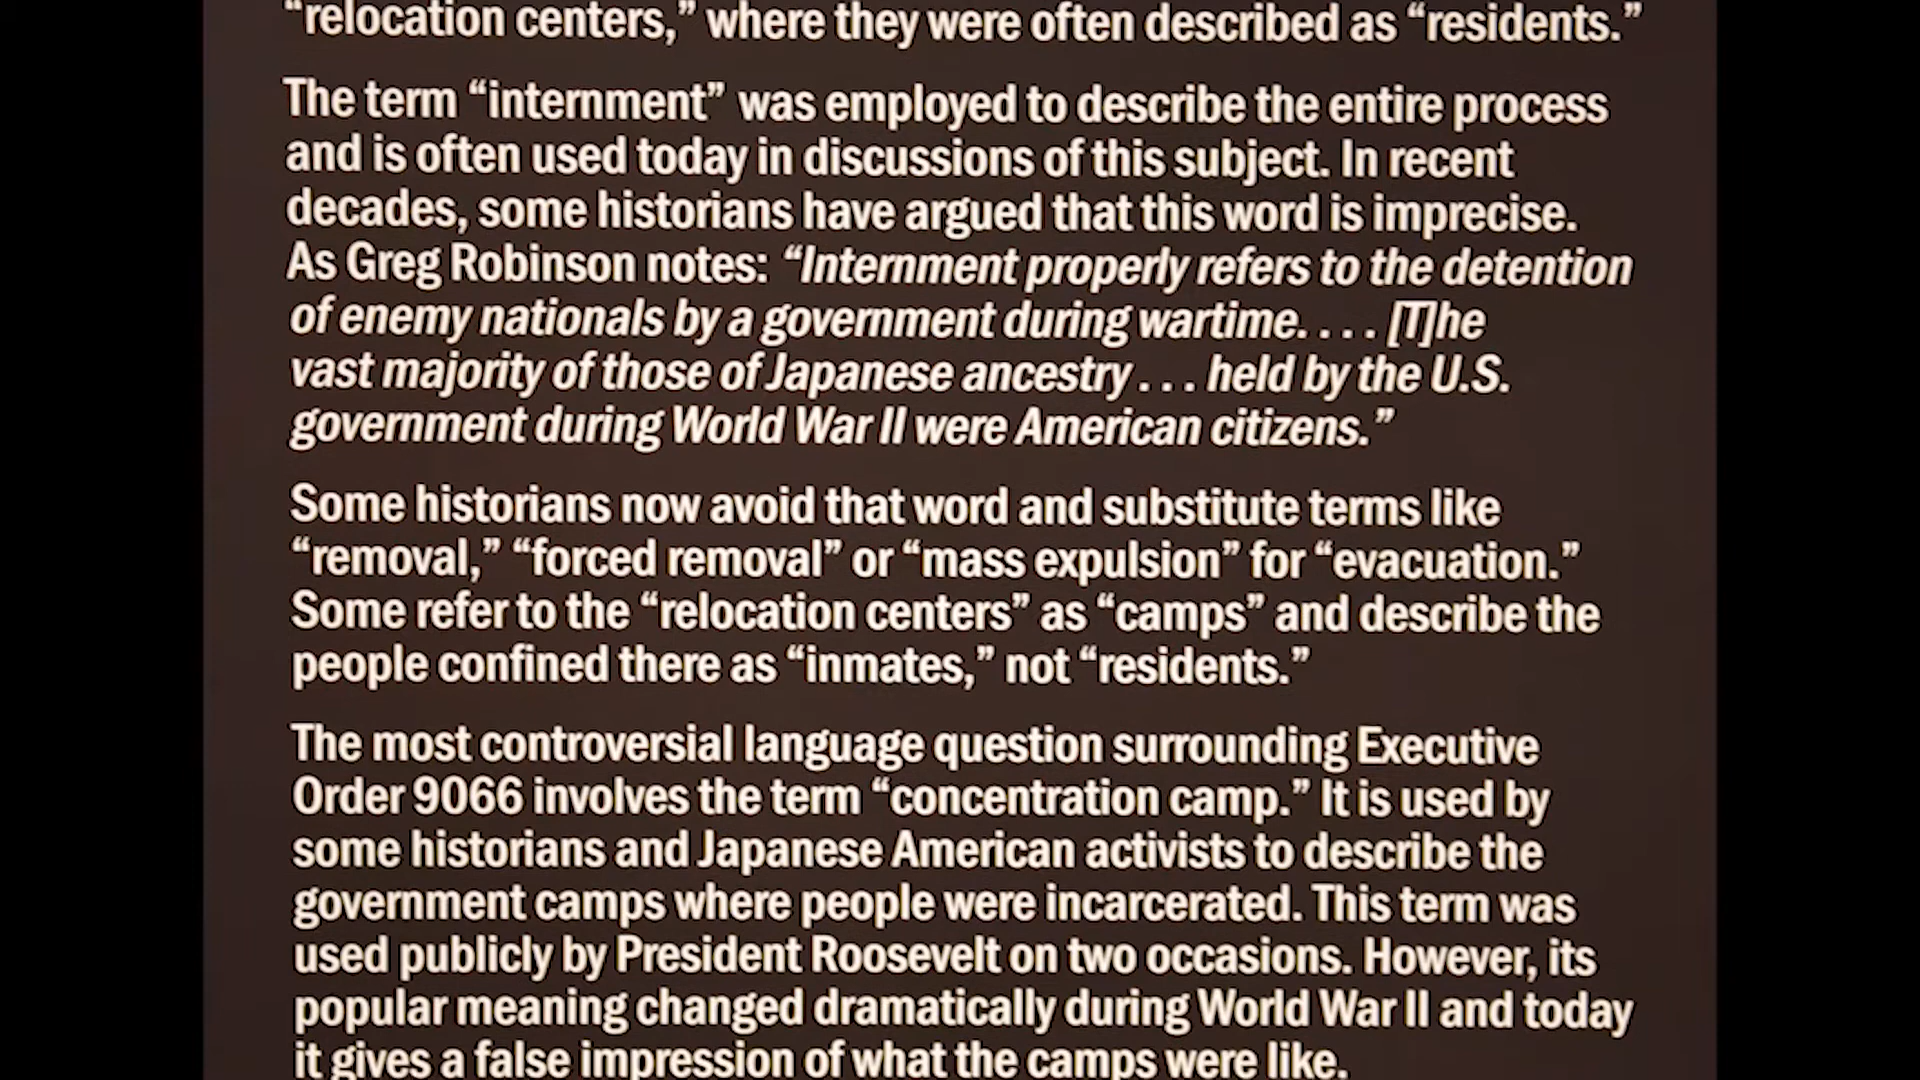 “relocation centers,” where they were often described as “residents.”
The term “internment” was employed to describe the entire process
and is often used today in discussions of this subject. In recent
decades, some historians have argued that this word is imprecise.
As Greg Robinson notes: “Internment properly refers to the detention
of enemy nationals by a government during wartime. . . . [T]he
vast majority of those of Japanese ancestry . . . held by the U.S.
government during World War II were American citizens.”
Some historians now avoid that word and substitute terms like
“removal,” “forced removal” or “mass expulsion” for “evacuation.”
Some refer to the “relocation centers” as “camps” and describe the
people confined there as “inmates,” not “residents.”
The most controversial language question surrounding Executive
Order 9066 involves the term “concentration camp.” It is used by
some historians and Japanese American activists to describe the
government camps where people were incarcerated. This term was
used publicly by President Roosevelt on two occasions. However, its
popular meaning changed dramatically during World War II and today
it gives a false impression of what the camps were like.